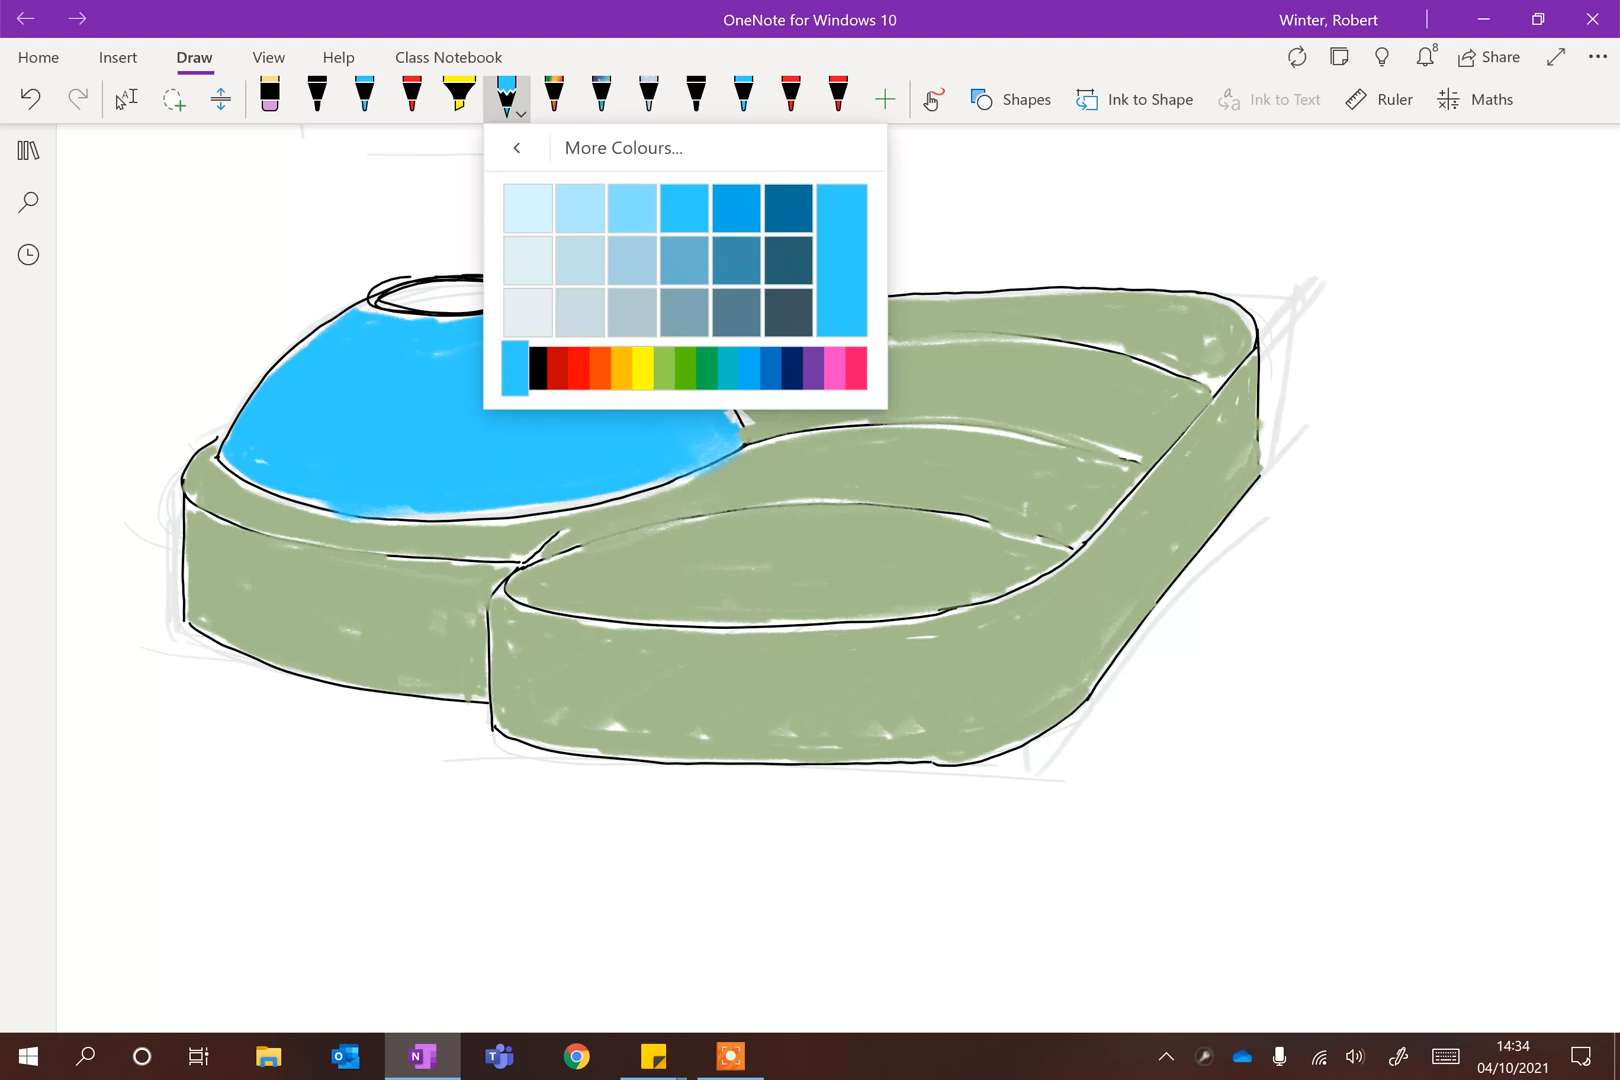 OneNote for Windows 10
Winter, Robert
Home Insert Draw View Help Class Notebook
8
Share
Shapes Ink to Shape Ink to Text Ruler Maths
More Colours...
14:34
04/10/2021